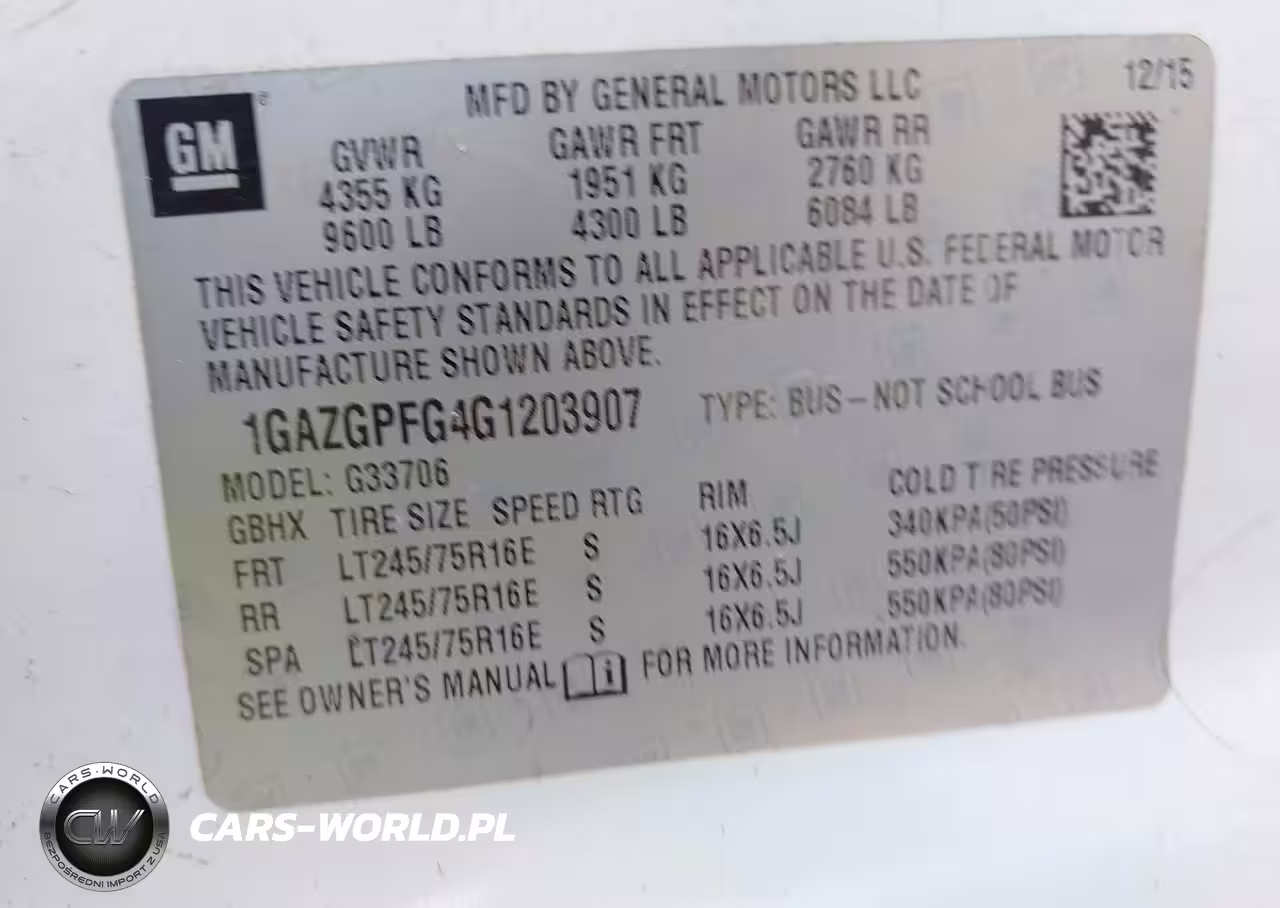 GM ®
MFD BY GENERAL MOTORS LLC 12/15
GVWR GAWR FRT GAWR RR
4355 KG 1951 KG 2760 KG
9600 LB 4300 LB 6084 LB
THIS VEHICLE CONFORMS TO ALL APPLICABLE U.S. FEDERAL MOTOR
VEHICLE SAFETY STANDARDS IN EFFECT ON THE DATE OF
MANUFACTURE SHOWN ABOVE.
1GAZGPFG4G1203907 TYPE: BUS – NOT SCHOOL BUS
MODEL: G33706
GBHX TIRE SIZE SPEED RTG RIM COLD TIRE PRESSURE
FRT LT245/75R16E S 16X6.5J 340KPA(50PSI)
RR LT245/75R16E S 16X6.5J 550KPA(80PSI)
SPA LT245/75R16E S 16X6.5J 550KPA(80PSI)
SEE OWNER'S MANUAL i FOR MORE INFORMATION.
CARS-WORLD
CW
BEZPOŚREDNI IMPORT Z USA
CARS-WORLD.PL